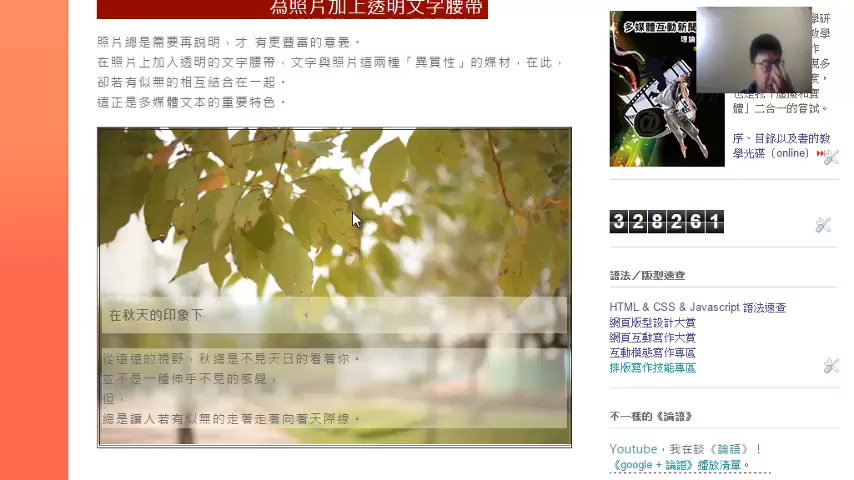 為照片加上透明文字腰帶
照片總是需要再說明，才 有更豐富的意義。
在照片上加入透明的文字腰帶，文字與照片這兩種「異質性」的媒材，在此，
卻若有似無的相互結合在一起。
這正是多媒體文本的重要特色。
在秋天的印象下
從遠遠的視野，秋總是不見天日的看著你。
並不是一種伸手不見的感覺，
但，
總是讓人若有似無的走著走著向著天際線。
多媒體互動新聞
理論
學研
教學
作
現多
度，
體」二合一的嘗試。
序、目錄以及書的教
學光碟（online）
328261
語法／版型速查
HTML & CSS & Javascript 語法速查
網頁版型設計大賞
網頁互動寫作大賞
互動模態寫作專區
排版寫作技能專區
不一樣的《論語》
Youtube，我在談《論語》！
《google + 論語》播放清單。